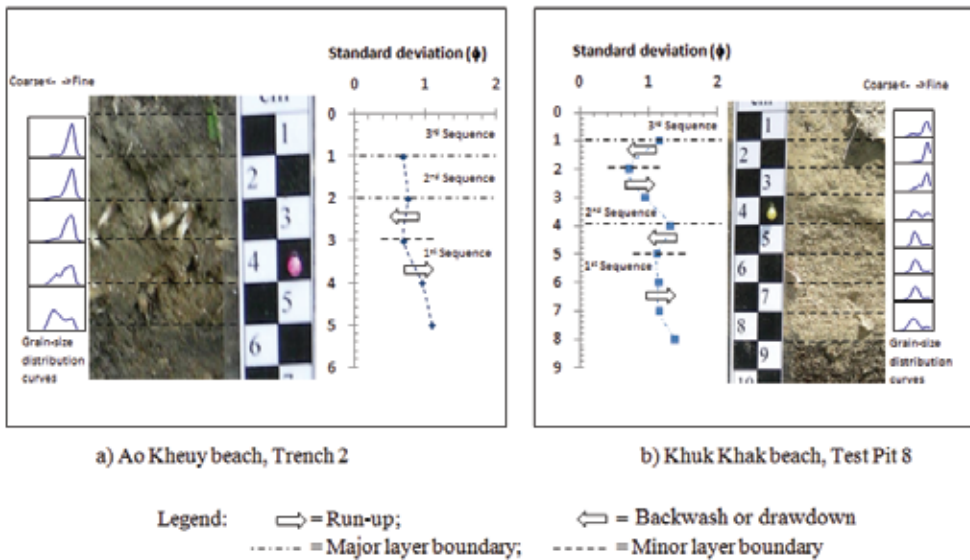 Standard deviation (ϕ)
0 1 2
Coarse<- ->Fine
cm
0
1
2
3
4
5
6
3rd Sequence
2nd Sequence
1st Sequence
1
2
3
4
5
6
Grain-size
distribution
curves
Standard deviation (ϕ)
0 1 2
Coarse<- ->Fine
0
1
2
3
4
5
6
7
8
9
3rd Sequence
2nd Sequence
1st Sequence
1
2
3
4
5
6
7
8
9
10
Grain-size
distribution
curves
a) Ao Kheuy beach, Trench 2
b) Khuk Khak beach, Test Pit 8
Legend: = Run-up; = Backwash or drawdown
= Major layer boundary; = Minor layer boundary